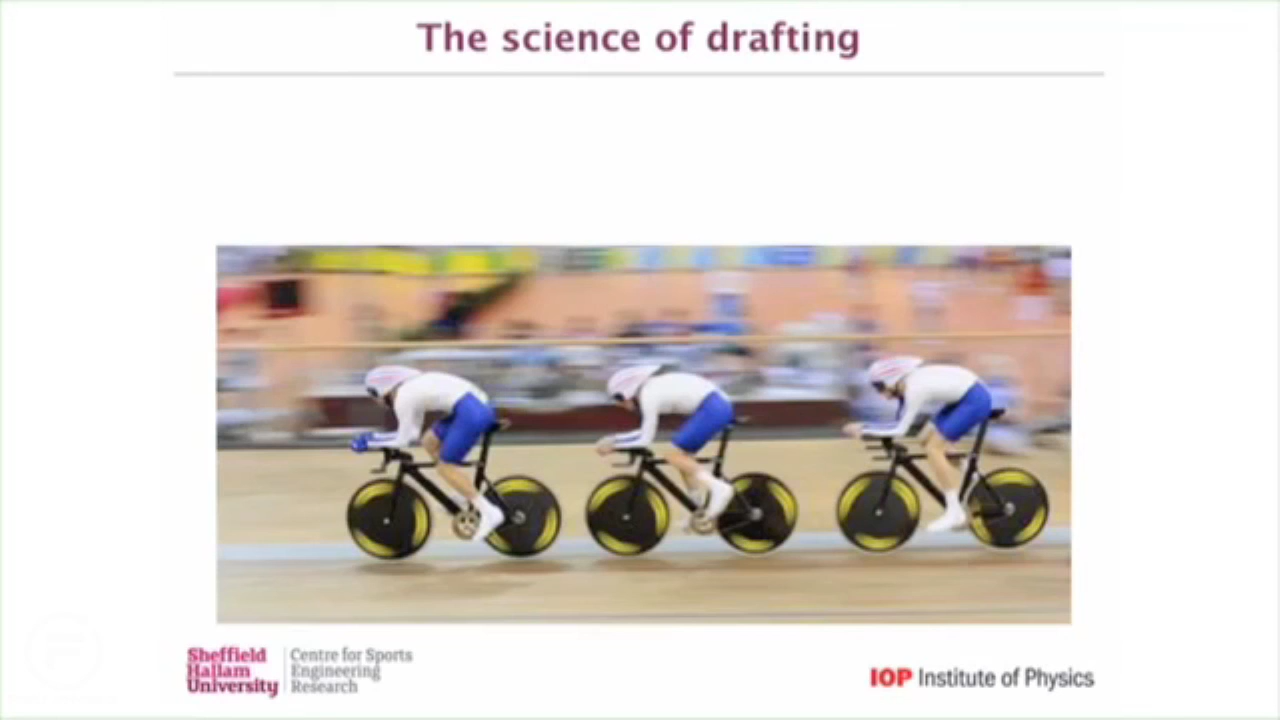 The science of drafting
Sheffield
Hallam
University
Centre for Sports
Engineering
Research
IOP Institute of Physics